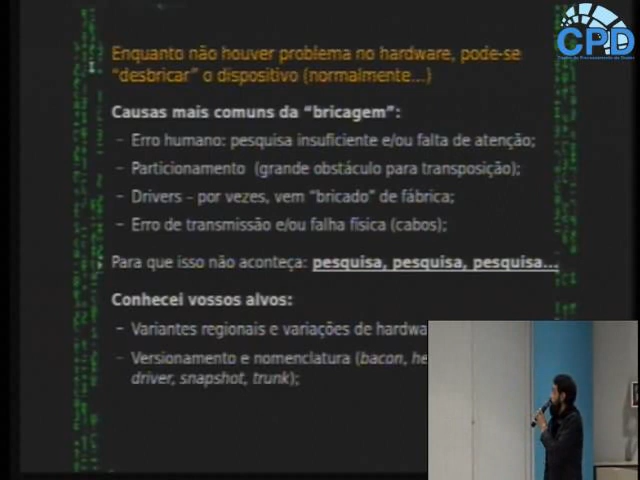 CPD
Enquanto não houver problema no hardware, pode-se
“desbricar” o dispositivo (normalmente...)
Causas mais comuns da “bricagem”:
– Erro humano: pesquisa insuficiente e/ou falta de atenção;
– Particionamento (grande obstáculo para transposição);
– Drivers – por vezes, vem “bricado” de fábrica;
– Erro de transmissão e/ou falha física (cabos);
Para que isso não aconteça: pesquisa, pesquisa, pesquisa...
Conhecei vossos alvos:
– Variantes regionais e variações de
– Versionamento e nomenclatura (bacon,
driver, snapshot, trunk);